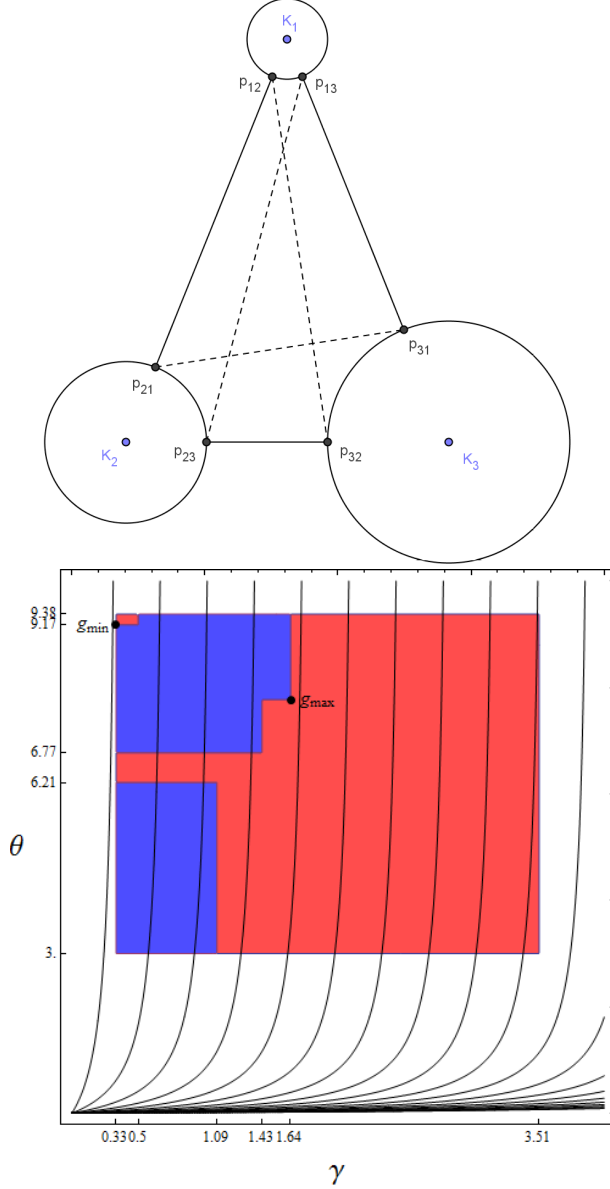 K1
p12 p13
p31
p21
K2 p23 p32 K3
9.38
9.17
gmin
gmax
6.77
6.21
θ
3.
0.33 0.5 1.09 1.43 1.64 3.51
γ